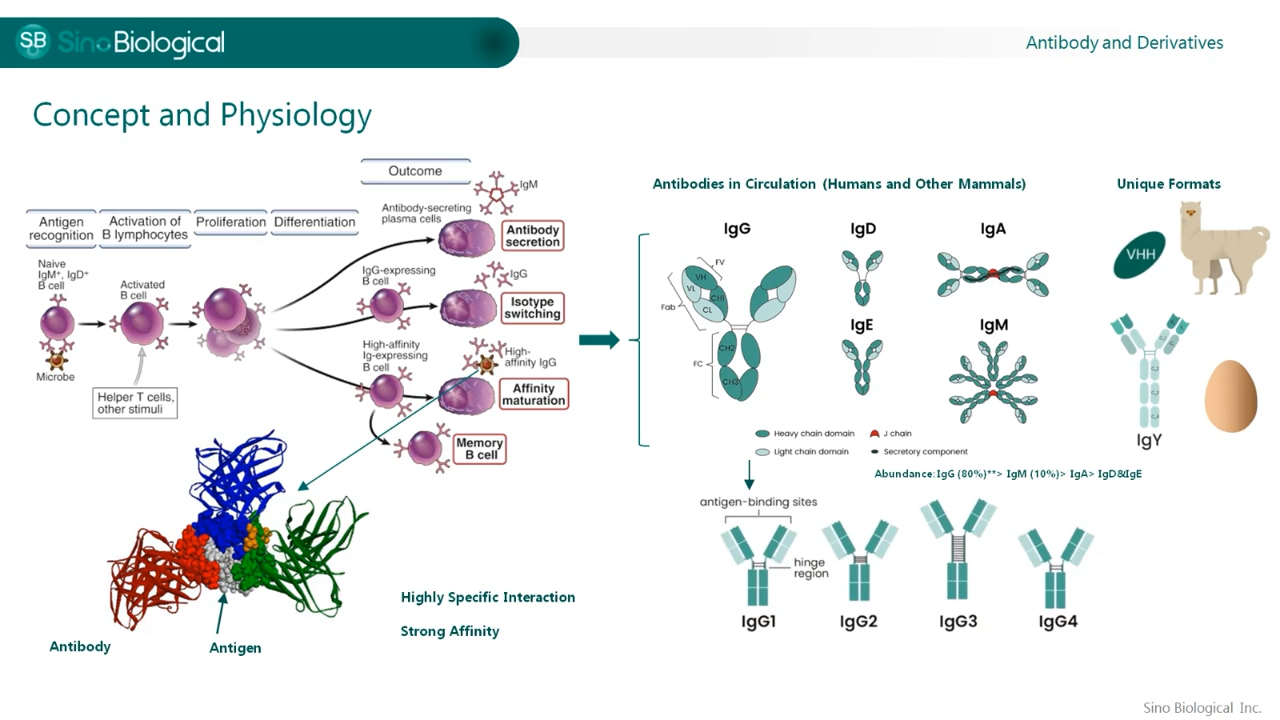 SB SinoBiological
Antibody and Derivatives
Concept and Physiology
Outcome
IgM
Antigen
recognition
Activation of
B lymphocytes
Proliferation
Differentiation
Antibody-secreting
plasma cells
Antibody
secretion
Naive
IgM⁺, IgD⁺
B cell
Activated
B cell
IgG-expressing
B cell
IgG
Isotype
switching
Microbe
High-affinity
Ig-expressing
B cell
High-
affinity IgG
Affinity
maturation
Helper T cells,
other stimuli
Memory
B cell
Highly Specific Interaction
Strong Affinity
Antibody
Antigen
Antibodies in Circulation (Humans and Other Mammals)
IgG
IgD
IgA
FV
VH
VL
CH1
CL
Fab
IgE
IgM
CH2
FC
CH3
Heavy chain domain
J chain
Light chain domain
Secretory component
Abundance: IgG (80%)**> IgM (10%)> IgA> IgD&IgE
antigen-binding sites
hinge
region
IgG1
IgG2
IgG3
IgG4
Unique Formats
VHH
IgY
Sino Biological Inc.